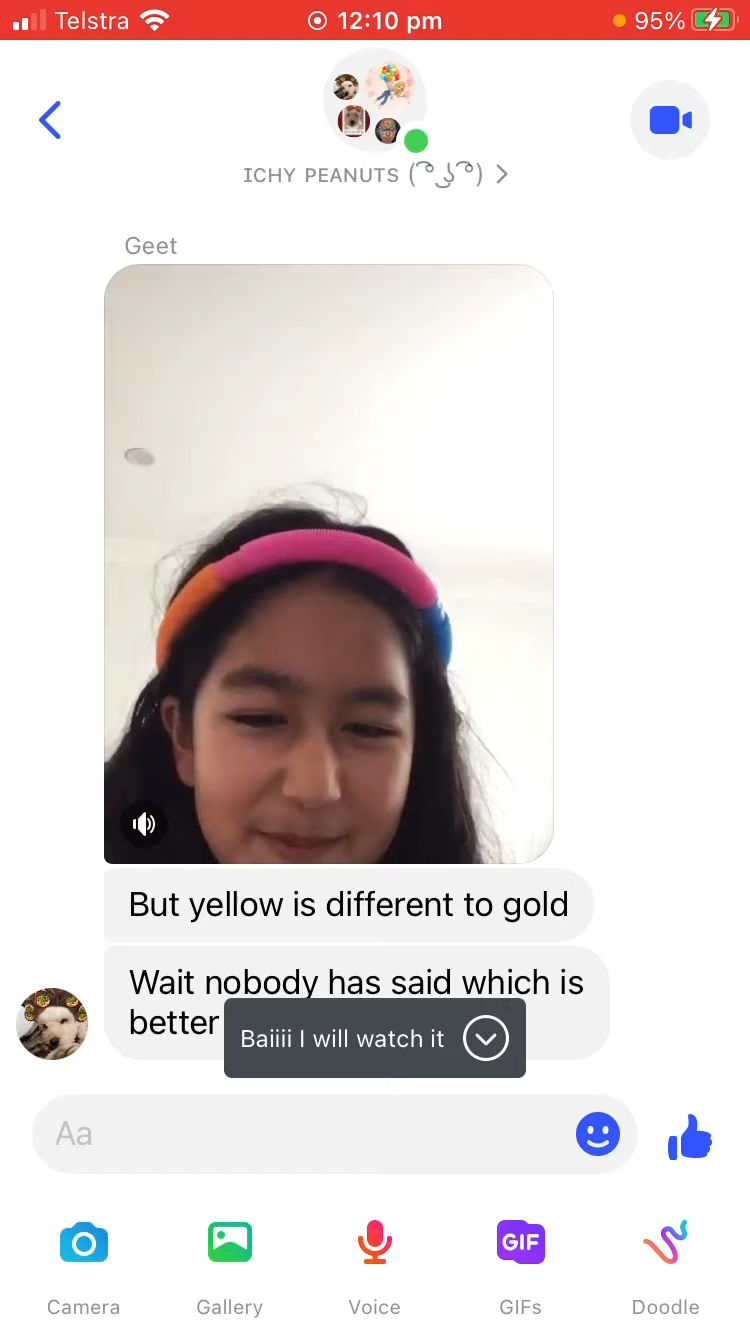 Telstra 12:10 pm 95%
ICHY PEANUTS ( ͡° ͜ʖ ͡°)
Geet
But yellow is different to gold
Wait nobody has said which is
better
Baiiii I will watch it
Aa
GIF
Camera Gallery Voice GIFs Doodle